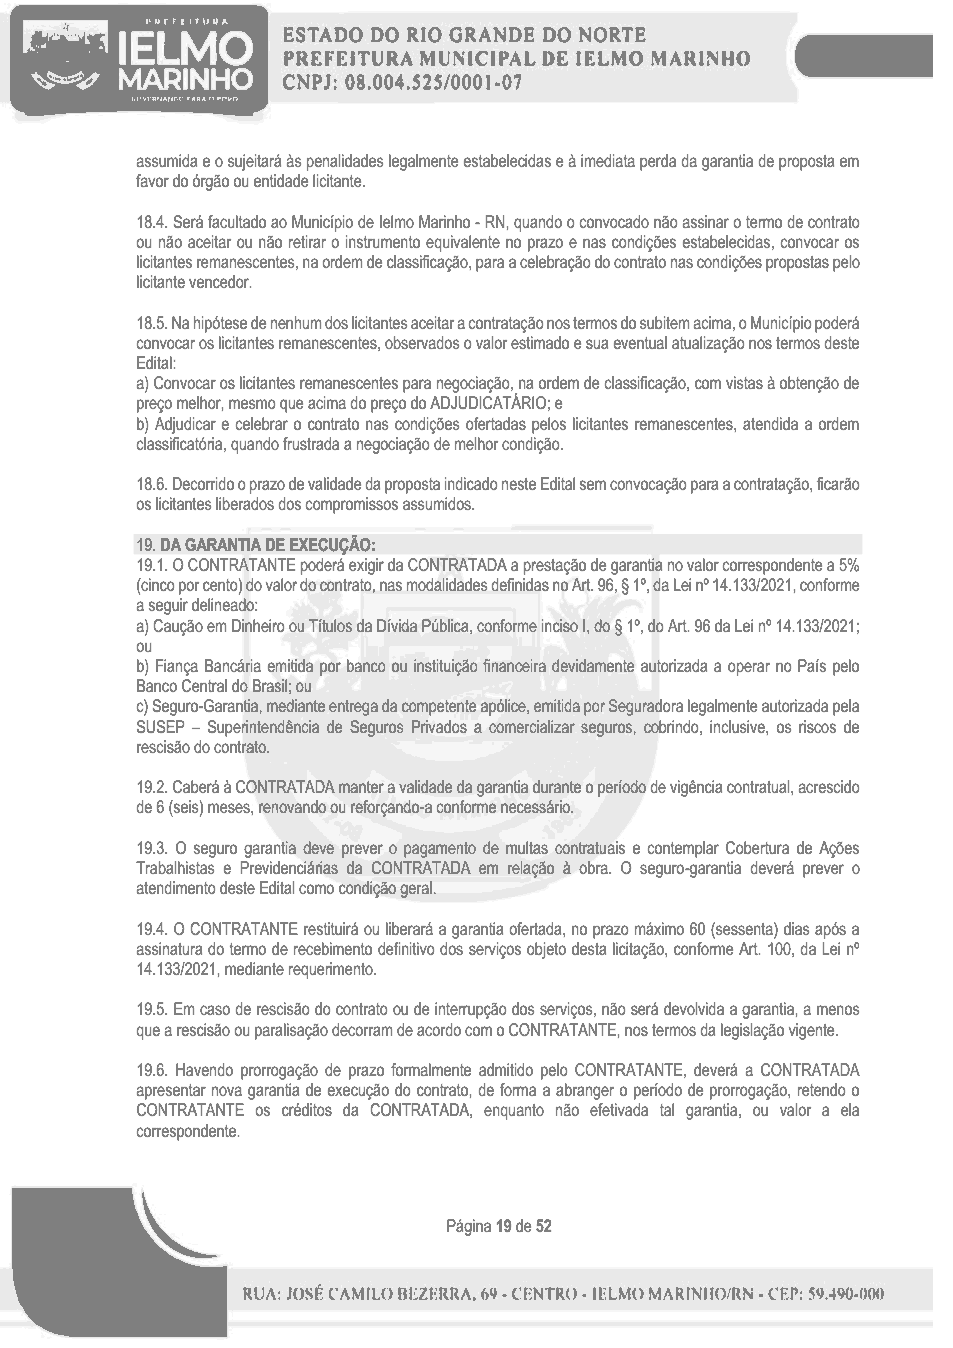 PREFEITURA
IELMO
MARINHO
GOVERNANDO PARA O POVO
ESTADO DO RIO GRANDE DO NORTE
PREFEITURA MUNICIPAL DE IELMO MARINHO
CNPJ: 08.004.525/0001-07
assumida e o sujeitará às penalidades legalmente estabelecidas e à imediata perda da garantia de proposta em
favor do órgão ou entidade licitante.
18.4. Será facultado ao Município de Ielmo Marinho - RN, quando o convocado não assinar o termo de contrato
ou não aceitar ou não retirar o instrumento equivalente no prazo e nas condições estabelecidas, convocar os
licitantes remanescentes, na ordem de classificação, para a celebração do contrato nas condições propostas pelo
licitante vencedor.
18.5. Na hipótese de nenhum dos licitantes aceitar a contratação nos termos do subitem acima, o Município poderá
convocar os licitantes remanescentes, observados o valor estimado e sua eventual atualização nos termos deste
Edital:
a) Convocar os licitantes remanescentes para negociação, na ordem de classificação, com vistas à obtenção de
preço melhor, mesmo que acima do preço do ADJUDICATÁRIO; e
b) Adjudicar e celebrar o contrato nas condições ofertadas pelos licitantes remanescentes, atendida a ordem
classificatória, quando frustrada a negociação de melhor condição.
18.6. Decorrido o prazo de validade da proposta indicado neste Edital sem convocação para a contratação, ficarão
os licitantes liberados dos compromissos assumidos.
19. DA GARANTIA DE EXECUÇÃO:
19.1. O CONTRATANTE poderá exigir da CONTRATADA a prestação de garantia no valor correspondente a 5%
(cinco por cento) do valor do contrato, nas modalidades definidas no Art. 96, § 1º, da Lei nº 14.133/2021, conforme
a seguir delineado:
a) Caução em Dinheiro ou Títulos da Dívida Pública, conforme inciso I, do § 1º, do Art. 96 da Lei nº 14.133/2021;
ou
b) Fiança Bancária emitida por banco ou instituição financeira devidamente autorizada a operar no País pelo
Banco Central do Brasil; ou
c) Seguro-Garantia, mediante entrega da competente apólice, emitida por Seguradora legalmente autorizada pela
SUSEP – Superintendência de Seguros Privados a comercializar seguros, cobrindo, inclusive, os riscos de
rescisão do contrato.
19.2. Caberá à CONTRATADA manter a validade da garantia durante o período de vigência contratual, acrescido
de 6 (seis) meses, renovando ou reforçando-a conforme necessário.
19.3. O seguro garantia deve prever o pagamento de multas contratuais e contemplar Cobertura de Ações
Trabalhistas e Previdenciárias da CONTRATADA em relação à obra. O seguro-garantia deverá prever o
atendimento deste Edital como condição geral.
19.4. O CONTRATANTE restituirá ou liberará a garantia ofertada, no prazo máximo 60 (sessenta) dias após a
assinatura do termo de recebimento definitivo dos serviços objeto desta licitação, conforme Art. 100, da Lei nº
14.133/2021, mediante requerimento.
19.5. Em caso de rescisão do contrato ou de interrupção dos serviços, não será devolvida a garantia, a menos
que a rescisão ou paralisação decorram de acordo com o CONTRATANTE, nos termos da legislação vigente.
19.6. Havendo prorrogação de prazo formalmente admitido pelo CONTRATANTE, deverá a CONTRATADA
apresentar nova garantia de execução do contrato, de forma a abranger o período de prorrogação, retendo o
CONTRATANTE os créditos da CONTRATADA, enquanto não efetivada tal garantia, ou valor a ela
correspondente.
Página 19 de 52
RUA: JOSÉ CAMILO BEZERRA, 69 - CENTRO - IELMO MARINHO/RN - CEP: 59.490-000